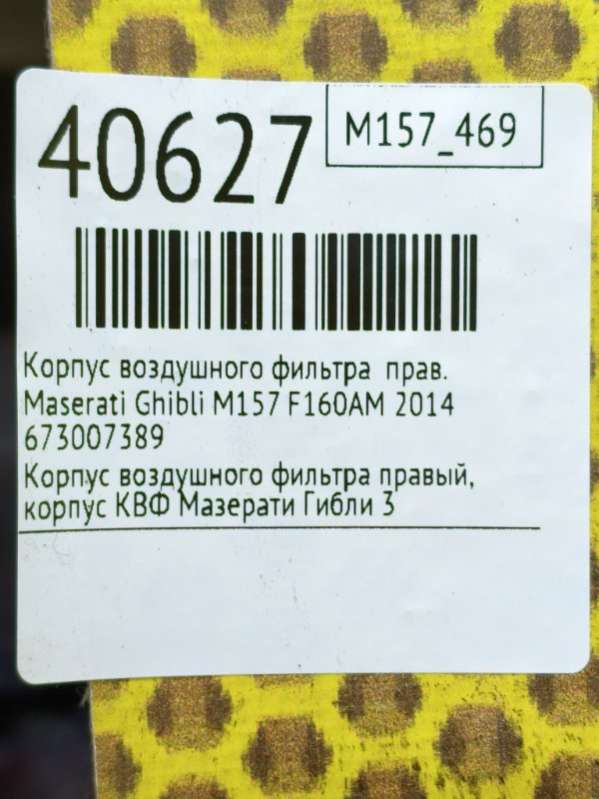 40627
M157_469
Корпус воздушного фильтра прав.
Maserati Ghibli M157 F160AM 2014
673007389
Корпус воздушного фильтра правый,
корпус КВФ Мазерати Гибли 3